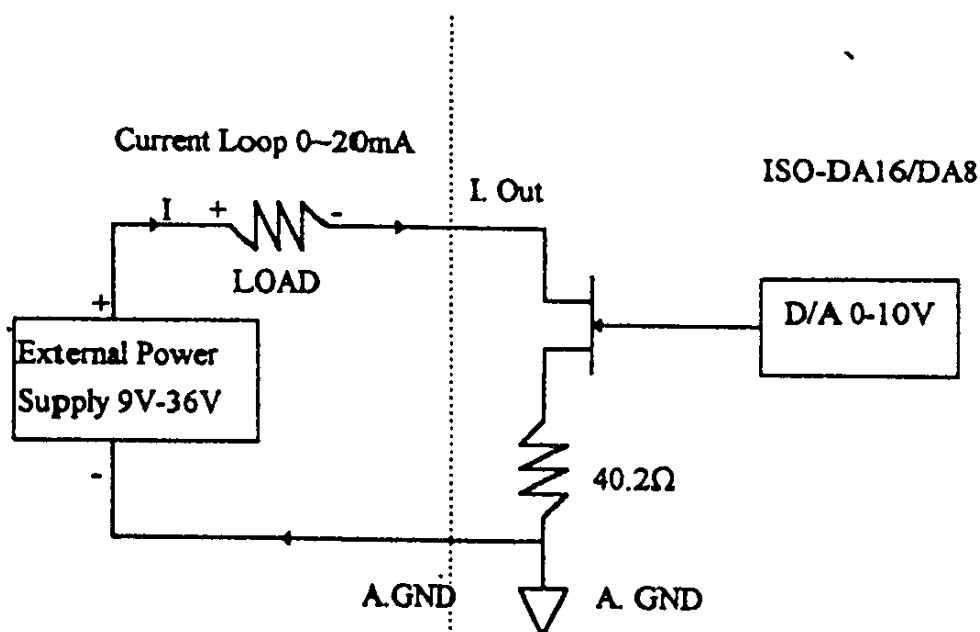 Current Loop 0~20mA
ISO-DA16/DA8
I. Out
I
+
-
LOAD
+
External Power
Supply 9V-36V
-
D/A 0-10V
40.2Ω
A.GND
A. GND